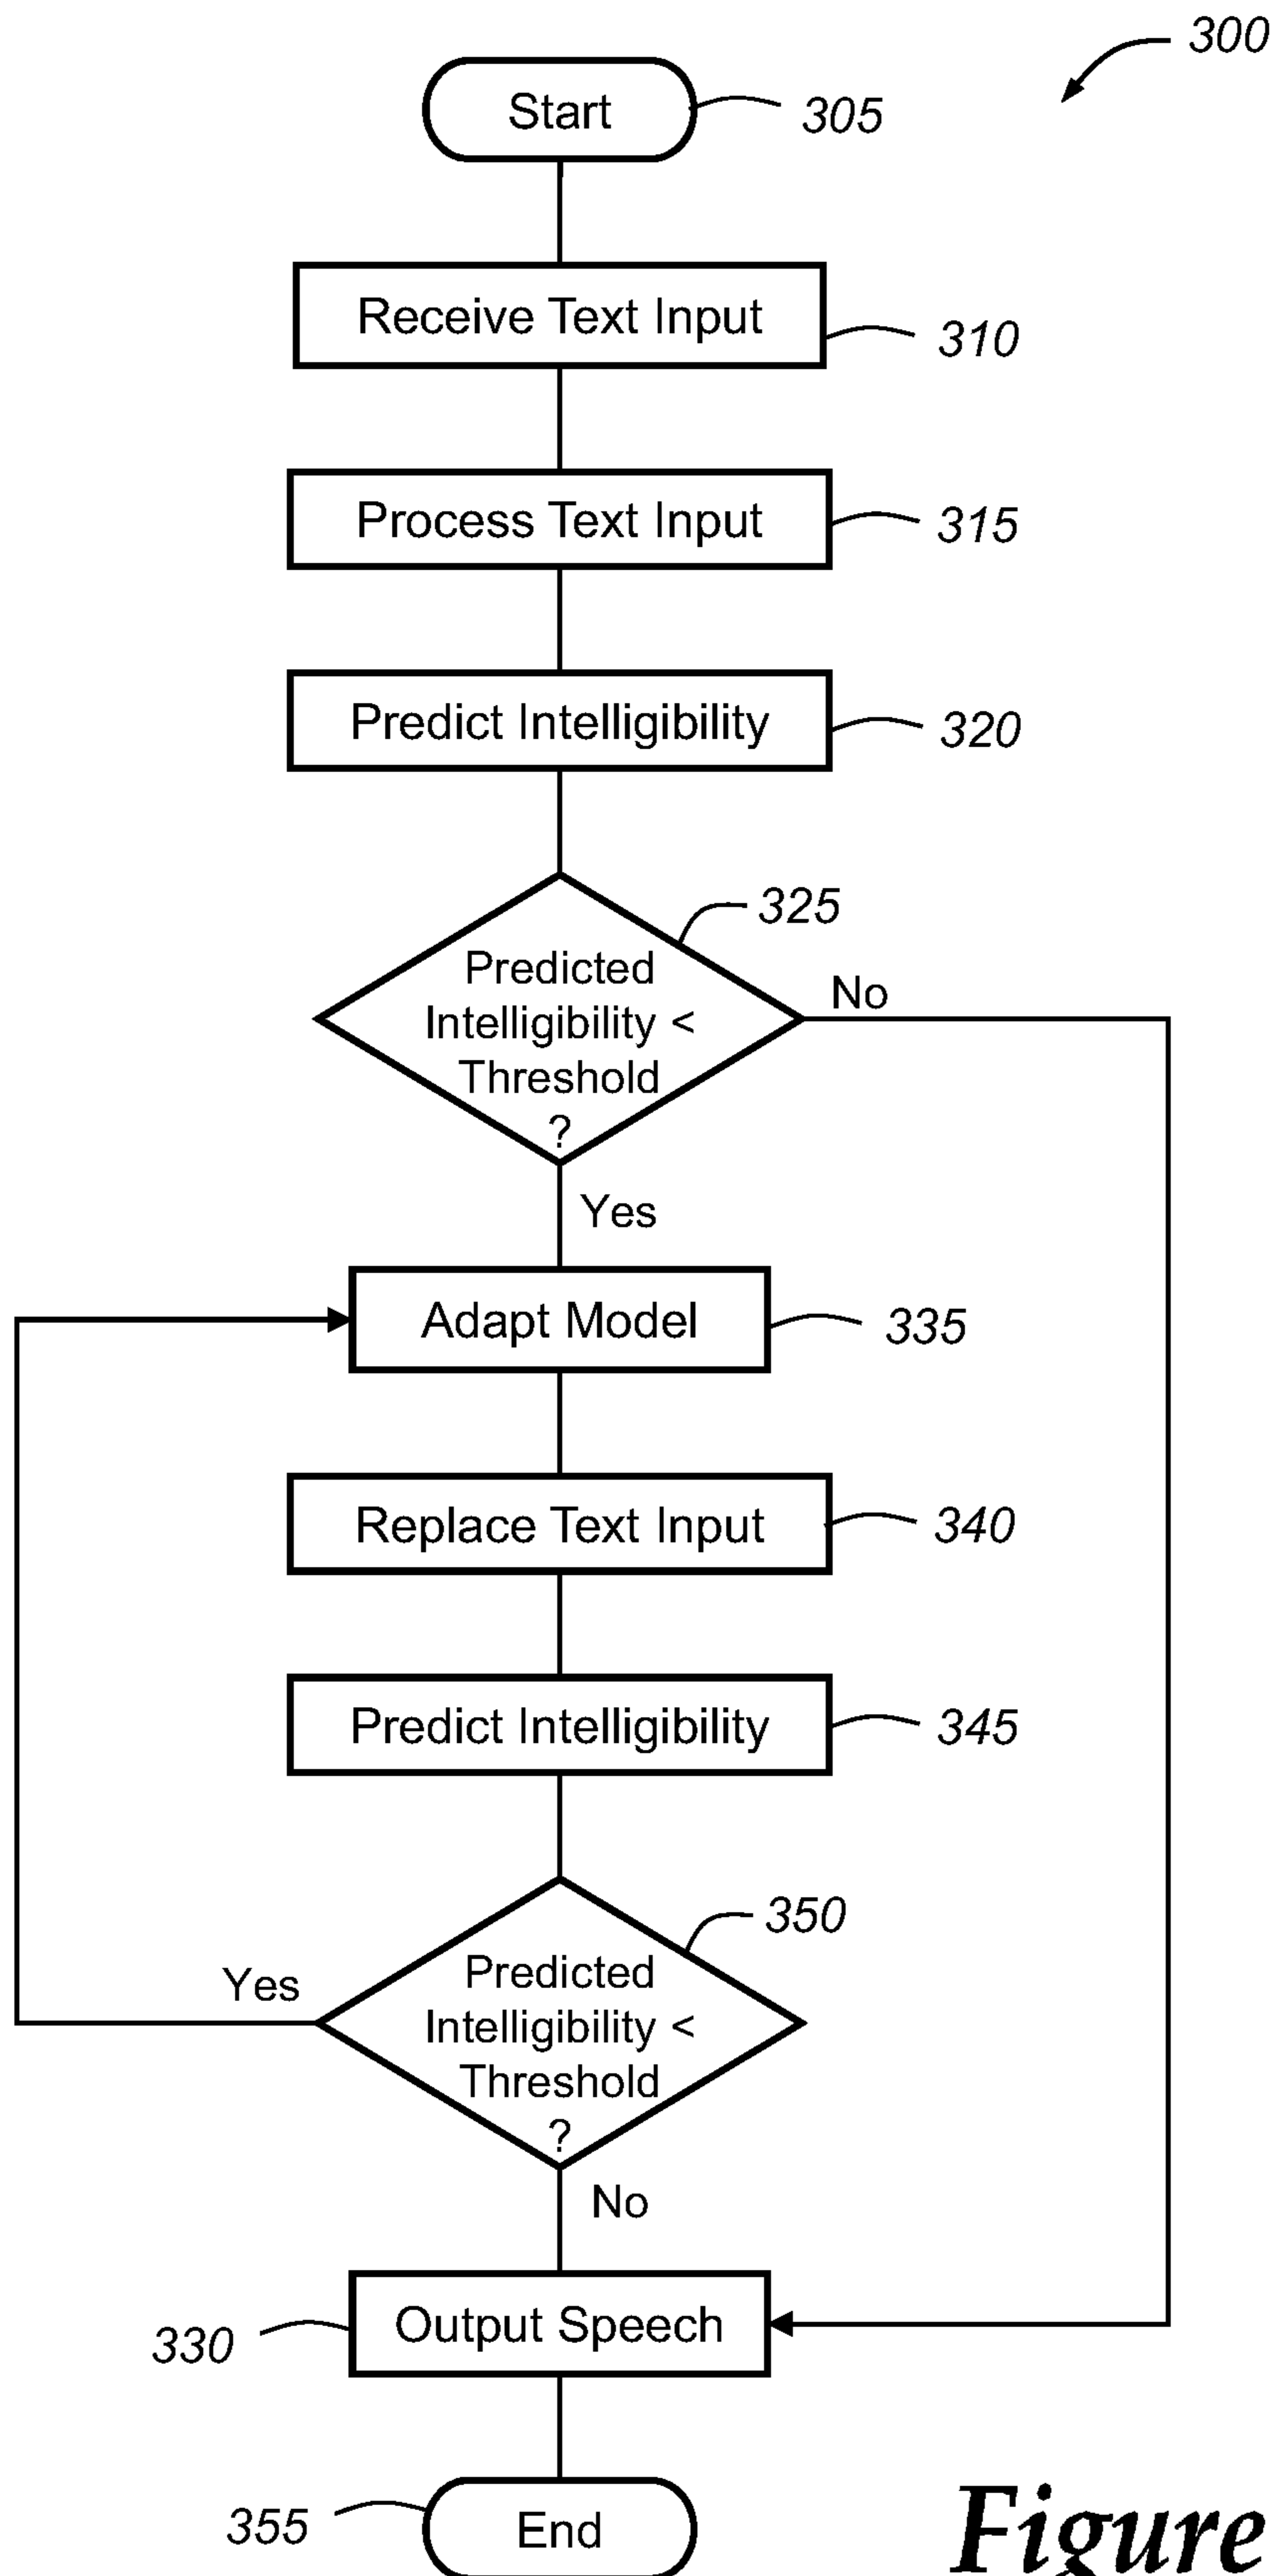 300
Start
305
Receive Text Input
310
Process Text Input
315
Predict Intelligibility
320
325
Predicted
Intelligibility <
Threshold
?
No
Yes
Adapt Model
335
Replace Text Input
340
Predict Intelligibility
345
350
Predicted
Intelligibility <
Threshold
?
Yes
No
Output Speech
330
End
355
Figure